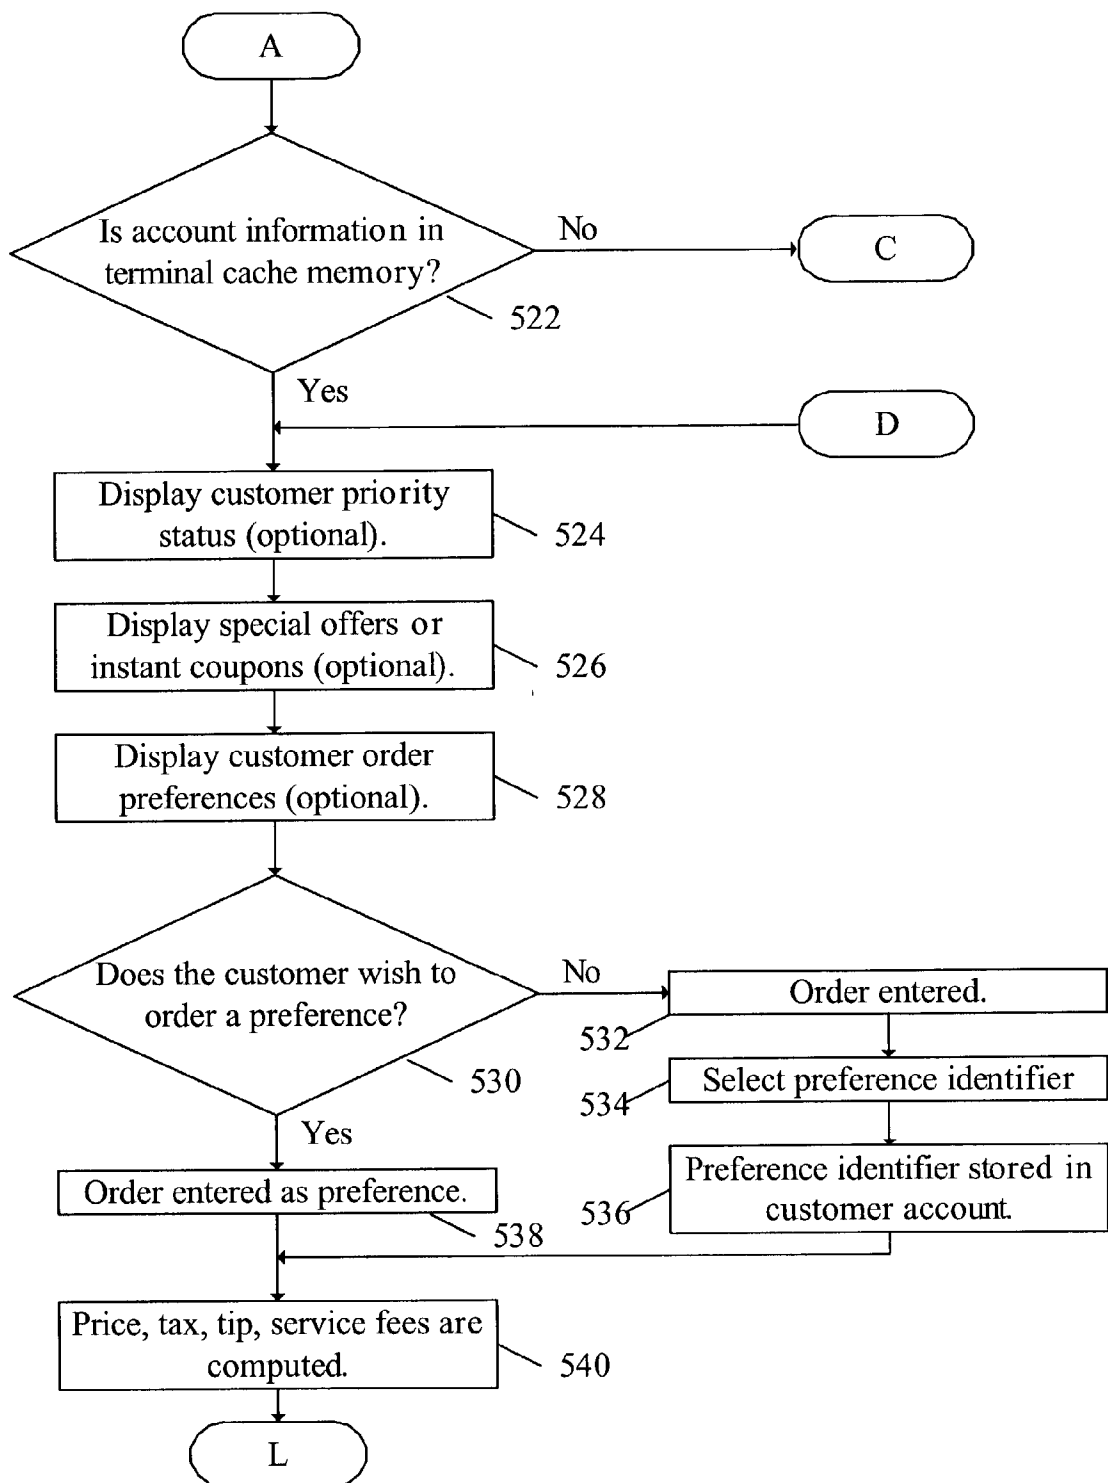 A
Is account information in
terminal cache memory?
No
C
522
Yes
D
Display customer priority
status (optional).
524
Display special offers or
instant coupons (optional).
526
Display customer order
preferences (optional).
528
Does the customer wish to
order a preference?
No
Order entered.
532
530
Select preference identifier
534
Yes
Preference identifier stored in
customer account.
536
Order entered as preference.
538
Price, tax, tip, service fees are
computed.
540
L